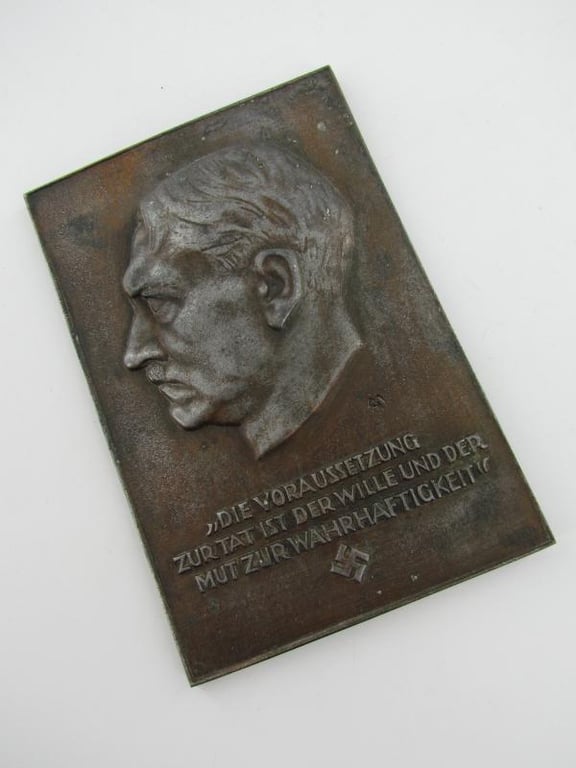 „DIE VORAUSSETZUNG
ZUR TAT IST DER WILLE UND DER
MUT ZUR WAHRHAFTIGKEIT“